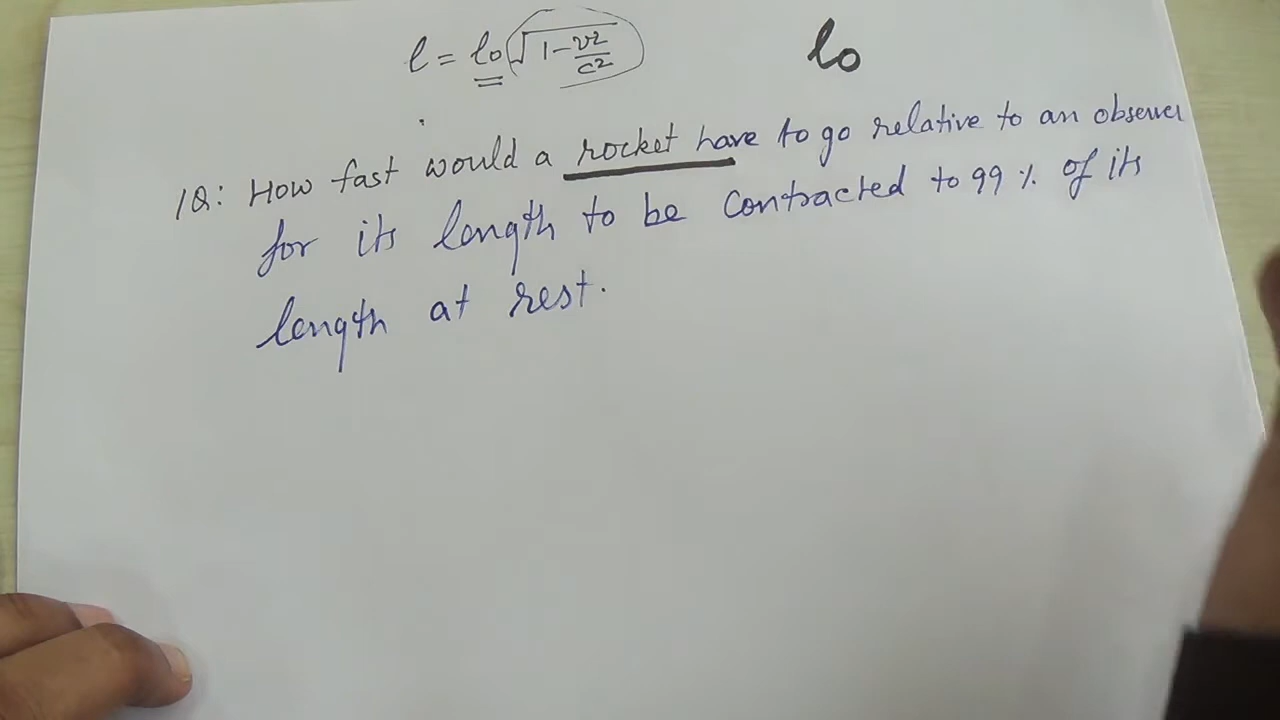 l = l₀ √1 - v²/c²
l₀
1Q: How fast would a rocket have to go relative to an observer
for its length to be contracted to 99 % of its
length at rest.